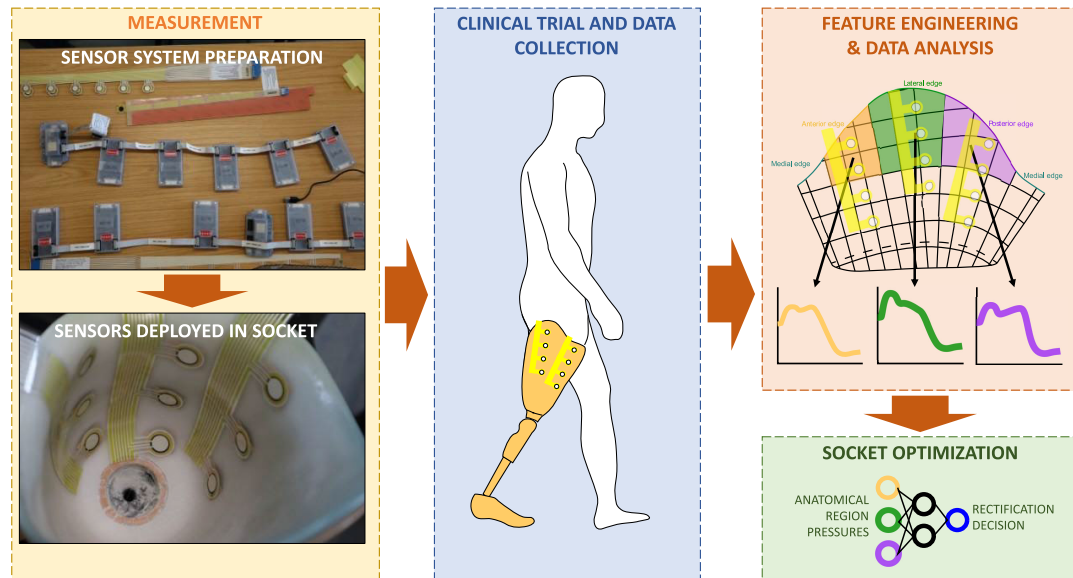 MEASUREMENT
SENSOR SYSTEM PREPARATION
SENSORS DEPLOYED IN SOCKET
CLINICAL TRIAL AND DATA
COLLECTION
FEATURE ENGINEERING
& DATA ANALYSIS
Lateral edge
Anterior edge
Posterior edge
Medial edge
Medial edge
SOCKET OPTIMIZATION
ANATOMICAL
REGION
PRESSURES
RECTIFICATION
DECISION